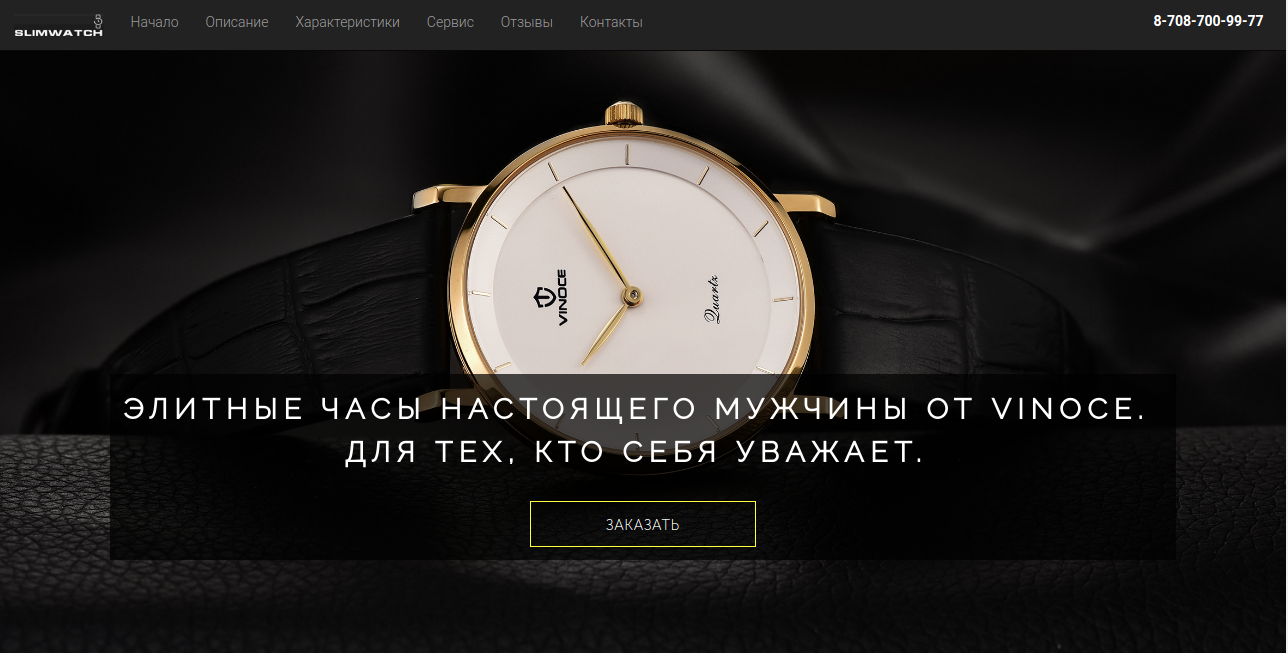 SLIMWATCH
Начало Описание Характеристики Сервис Отзывы Контакты
8-708-700-99-77
VINOCE
Quartz
ЭЛИТНЫЕ ЧАСЫ НАСТОЯЩЕГО МУЖЧИНЫ ОТ VINOCE.
ДЛЯ ТЕХ, КТО СЕБЯ УВАЖАЕТ.
ЗАКАЗАТЬ